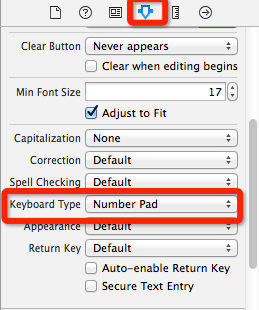 Clear Button Never appears
Clear when editing begins
Min Font Size 17
Adjust to Fit
Capitalization None
Correction Default
Spell Checking Default
Keyboard Type Number Pad
Appearance Default
Return Key Default
Auto-enable Return Key
Secure Text Entry